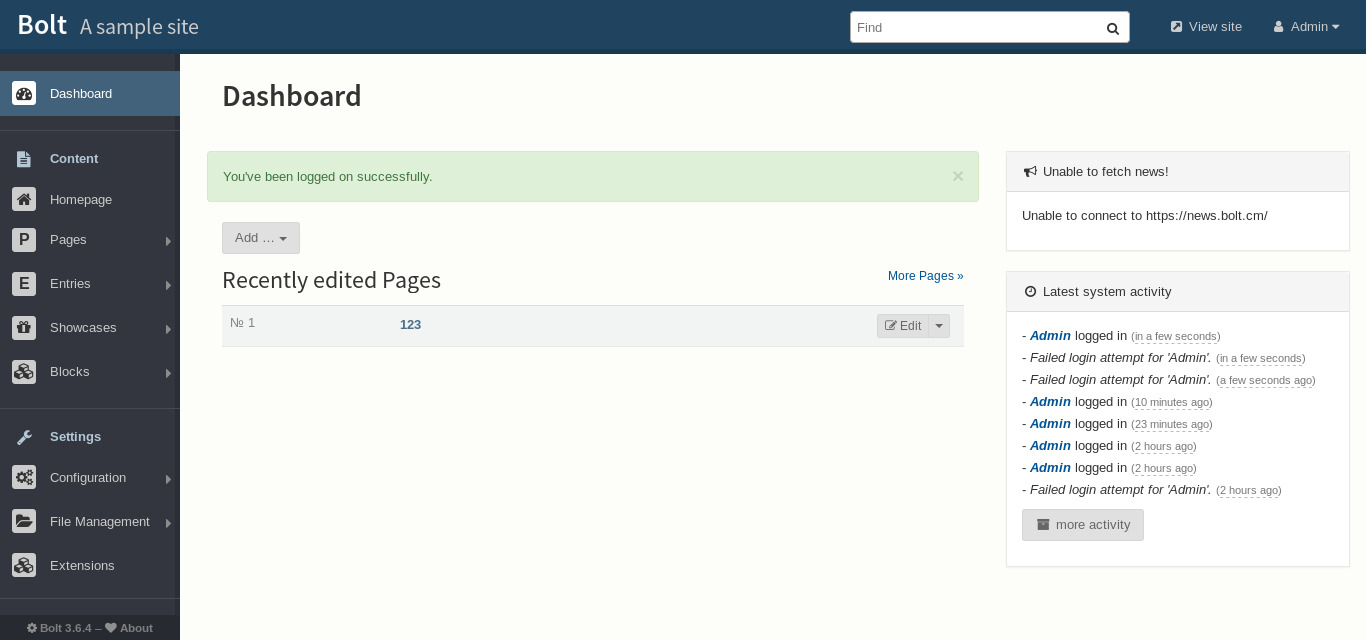 Bolt A sample site
Find
View site
Admin
Dashboard
Content
Homepage
P Pages
E Entries
Showcases
Blocks
Settings
Configuration
File Management
Extensions
Bolt 3.6.4 – About
Dashboard
You've been logged on successfully. ×
Add ...
Recently edited Pages
More Pages »
№ 1 123 Edit
Unable to fetch news!
Unable to connect to https://news.bolt.cm/
Latest system activity
- Admin logged in (in a few seconds)
- Failed login attempt for 'Admin'. (in a few seconds)
- Failed login attempt for 'Admin'. (a few seconds ago)
- Admin logged in (10 minutes ago)
- Admin logged in (23 minutes ago)
- Admin logged in (2 hours ago)
- Admin logged in (2 hours ago)
- Failed login attempt for 'Admin'. (2 hours ago)
more activity